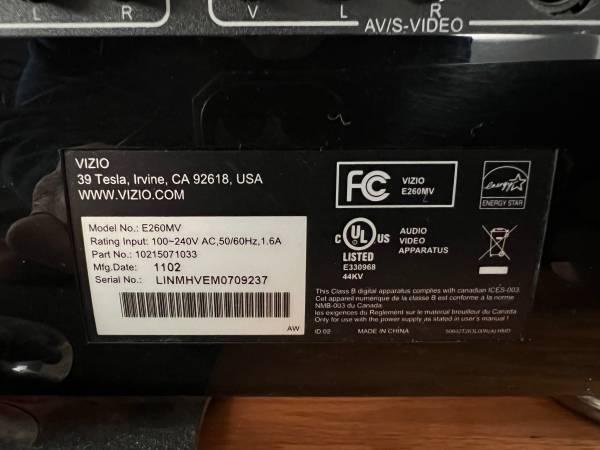 L R V L R
AV/S-VIDEO
VIZIO
39 Tesla, Irvine, CA 92618, USA
WWW.VIZIO.COM
Model No.: E260MV
Rating Input: 100~240V AC,50/60Hz,1.6A
Part No.: 10215071033
Mfg.Date: 1102
Serial No.: LINMHVEM0709237
AW
FC
VIZIO
E260MV
energy
ENERGY STAR
C UL US
LISTED
E330968
44KV
AUDIO
VIDEO
APPARATUS
This Class B digital apparatus complies with canadian ICES-003.
Cet appareil numerique de la classe B est conforme a la norme
NMB-003 du Canada.
les exigences du Reglement sur le material brouilleur du Canada
Only for use with the power supply as stated in user's manual !
ID 02
MADE IN CHINA